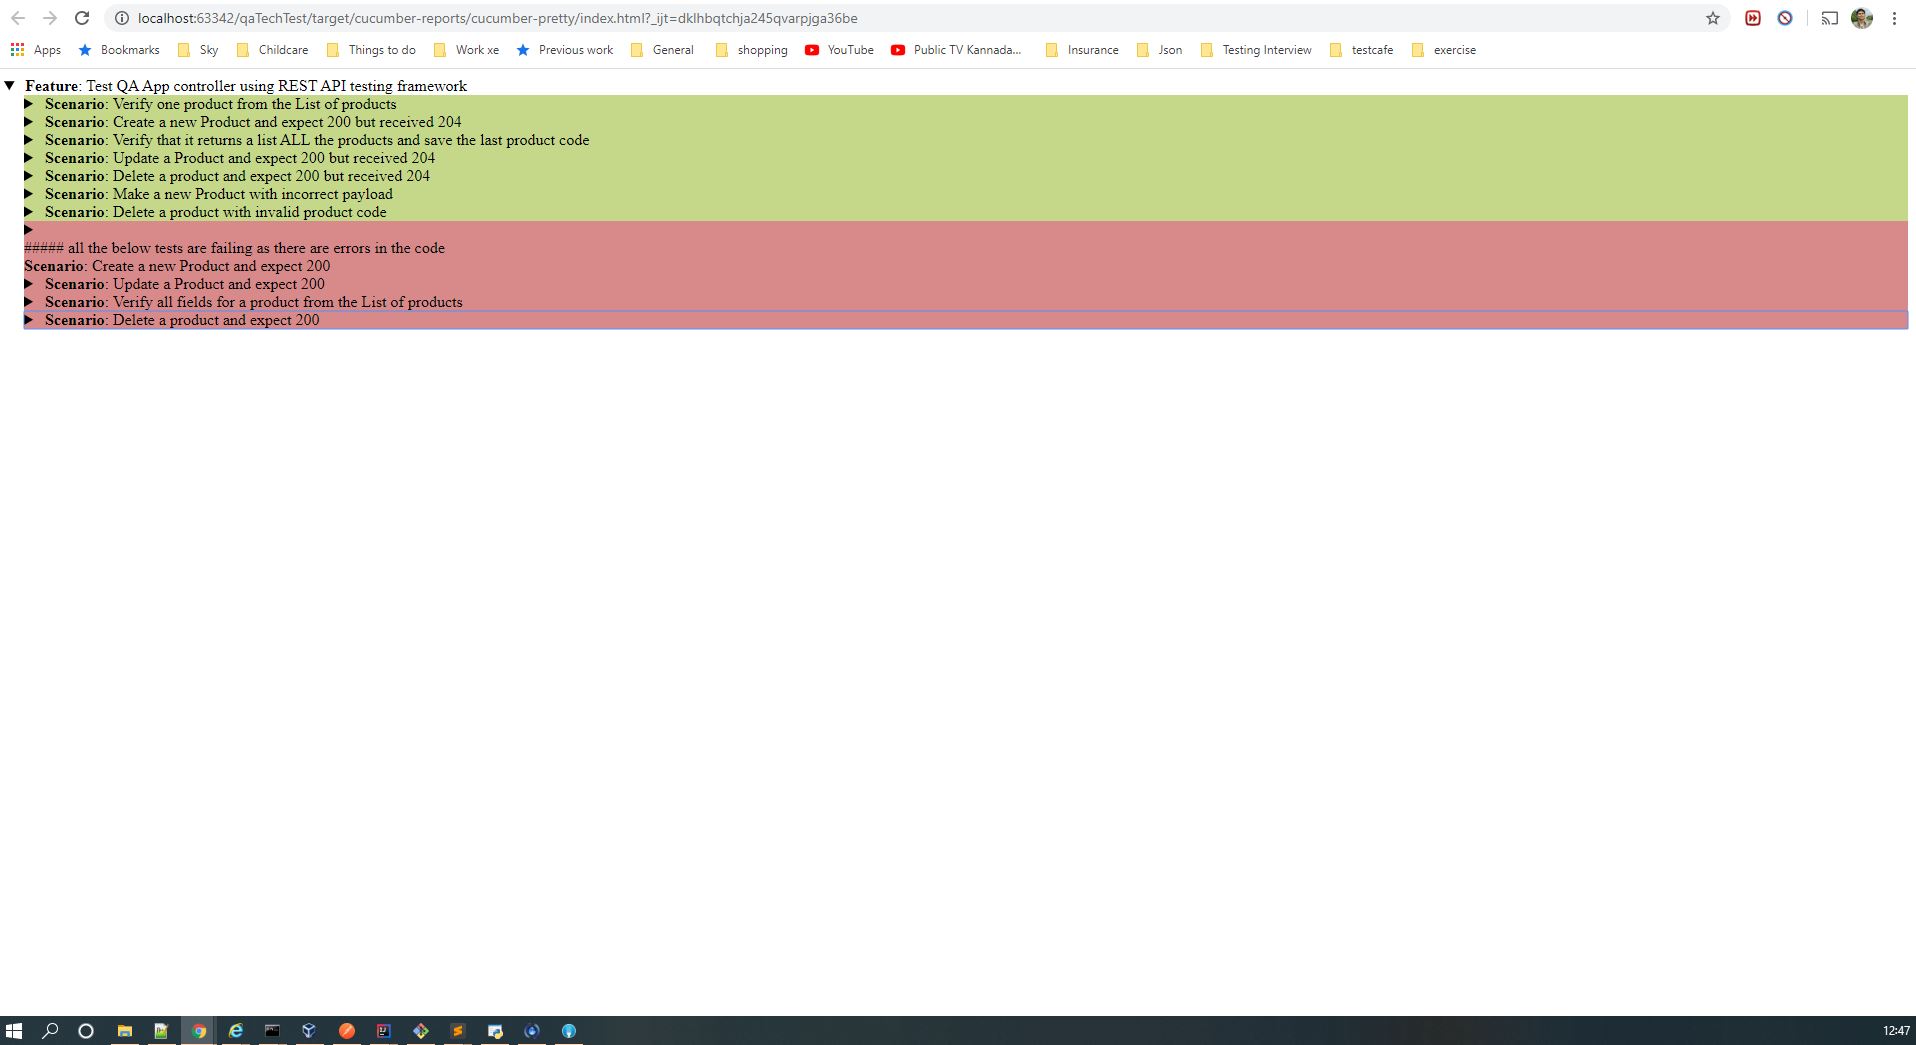 localhost:63342/qaTechTest/target/cucumber-reports/cucumber-pretty/index.html?_ijt=dklhbqtchja245qvarpjga36be
Apps Bookmarks Sky Childcare Things to do Work xe Previous work General shopping YouTube Public TV Kannada... Insurance Json Testing Interview testcafe exercise
Feature: Test QA App controller using REST API testing framework
Scenario: Verify one product from the List of products
Scenario: Create a new Product and expect 200 but received 204
Scenario: Verify that it returns a list ALL the products and save the last product code
Scenario: Update a Product and expect 200 but received 204
Scenario: Delete a product and expect 200 but received 204
Scenario: Make a new Product with incorrect payload
Scenario: Delete a product with invalid product code
##### all the below tests are failing as there are errors in the code
Scenario: Create a new Product and expect 200
Scenario: Update a Product and expect 200
Scenario: Verify all fields for a product from the List of products
Scenario: Delete a product and expect 200
12:47